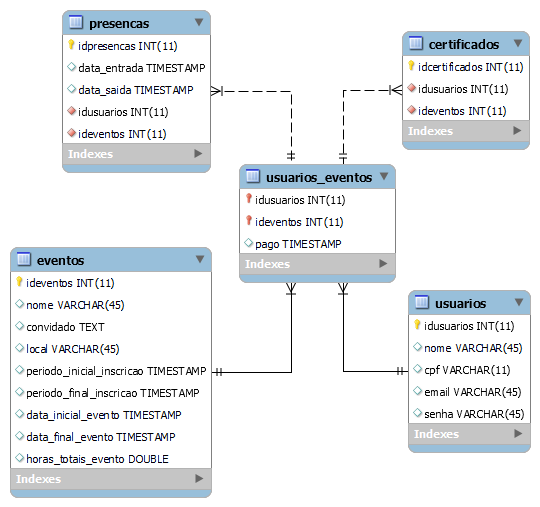 presencas
idpresencas INT(11)
data_entrada TIMESTAMP
data_saida TIMESTAMP
idusuarios INT(11)
ideventos INT(11)
Indexes
certificados
idcertificados INT(11)
idusuarios INT(11)
ideventos INT(11)
Indexes
usuarios_eventos
idusuarios INT(11)
ideventos INT(11)
pago TIMESTAMP
Indexes
eventos
ideventos INT(11)
nome VARCHAR(45)
convidado TEXT
local VARCHAR(45)
periodo_inicial_inscricao TIMESTAMP
periodo_final_inscricao TIMESTAMP
data_inicial_evento TIMESTAMP
data_final_evento TIMESTAMP
horas_totais_evento DOUBLE
Indexes
usuarios
idusuarios INT(11)
nome VARCHAR(45)
cpf VARCHAR(11)
email VARCHAR(45)
senha VARCHAR(45)
Indexes